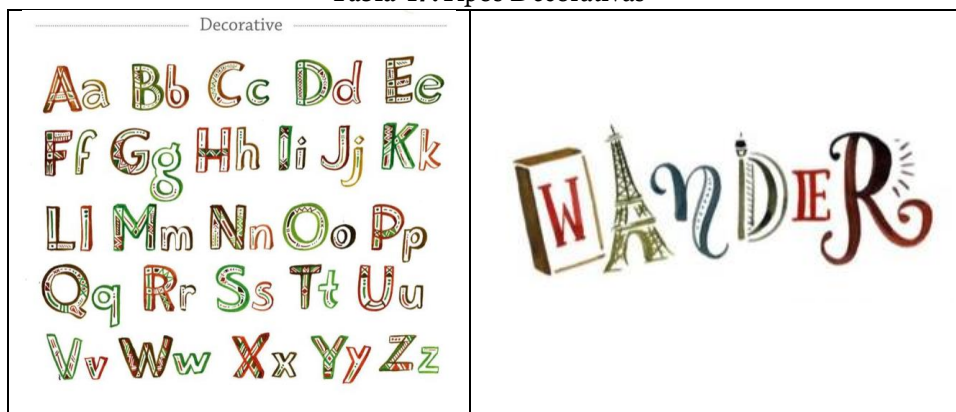 Tabla Tipos Decorativas
Decorative
Aa Bb Cc Dd Ee
Ff Gg Hh Ii Jj Kk
Ll Mm Nn Oo Pp
Qq Rr Ss Tt Uu
Vv Ww Xx Yy Zz
WANDER